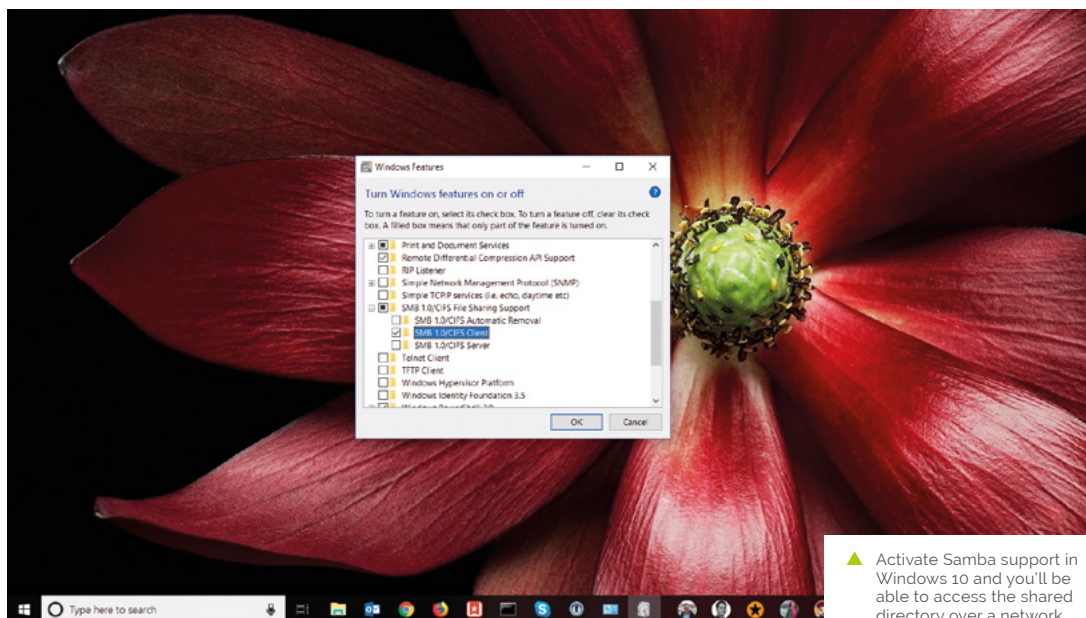 Windows Features
Turn Windows features on or off
To turn a feature on, select its check box. To turn a feature off, clear its check
box. A filled box means that only part of the feature is turned on.
Print and Document Services
Remote Differential Compression API Support
RIP Listener
Simple Network Management Protocol (SNMP)
Simple TCPIP services (i.e. echo, daytime etc)
SMB 1.0/CIFS File Sharing Support
SMB 1.0/CIFS Automatic Removal
SMB 1.0/CIFS Client
SMB 1.0/CIFS Server
Telnet Client
TFTP Client
Windows Hypervisor Platform
Windows Identity Foundation 3.5
OK Cancel
Type here to search
Activate Samba support in
Windows 10 and you'll be
able to access the shared
directory over a network